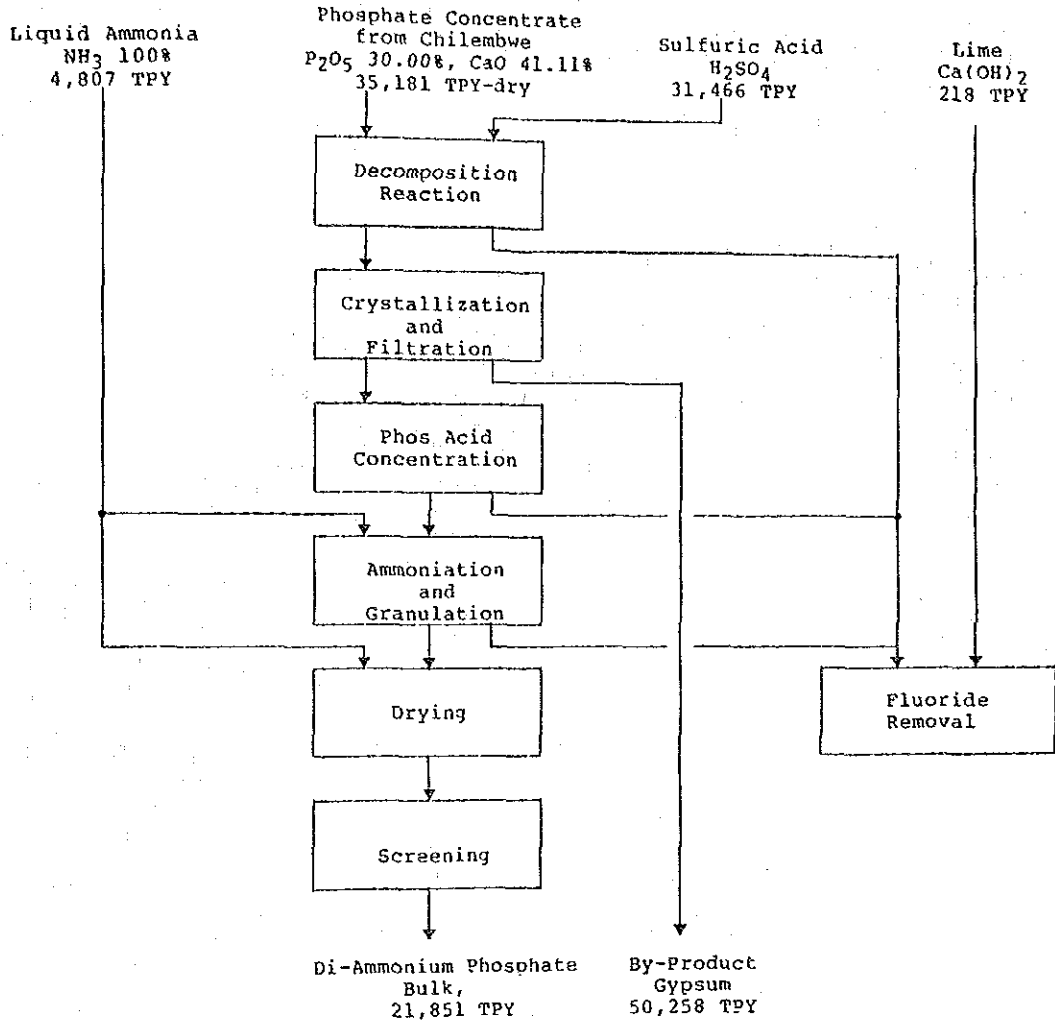 Liquid Ammonia
NH3 100%
4,807 TPY
Phosphate Concentrate
from Chilembwe
P2O5 30.00%, CaO 41.11%
35,181 TPY-dry
Sulfuric Acid
H2SO4
31,466 TPY
Lime
Ca(OH)2
218 TPY
Decomposition
Reaction
Crystallization
and
Filtration
Phos Acid
Concentration
Ammoniation
and
Granulation
Drying
Fluoride
Removal
Screening
Di-Ammonium Phosphate
Bulk,
21,851 TPY
By-Product
Gypsum
50,258 TPY